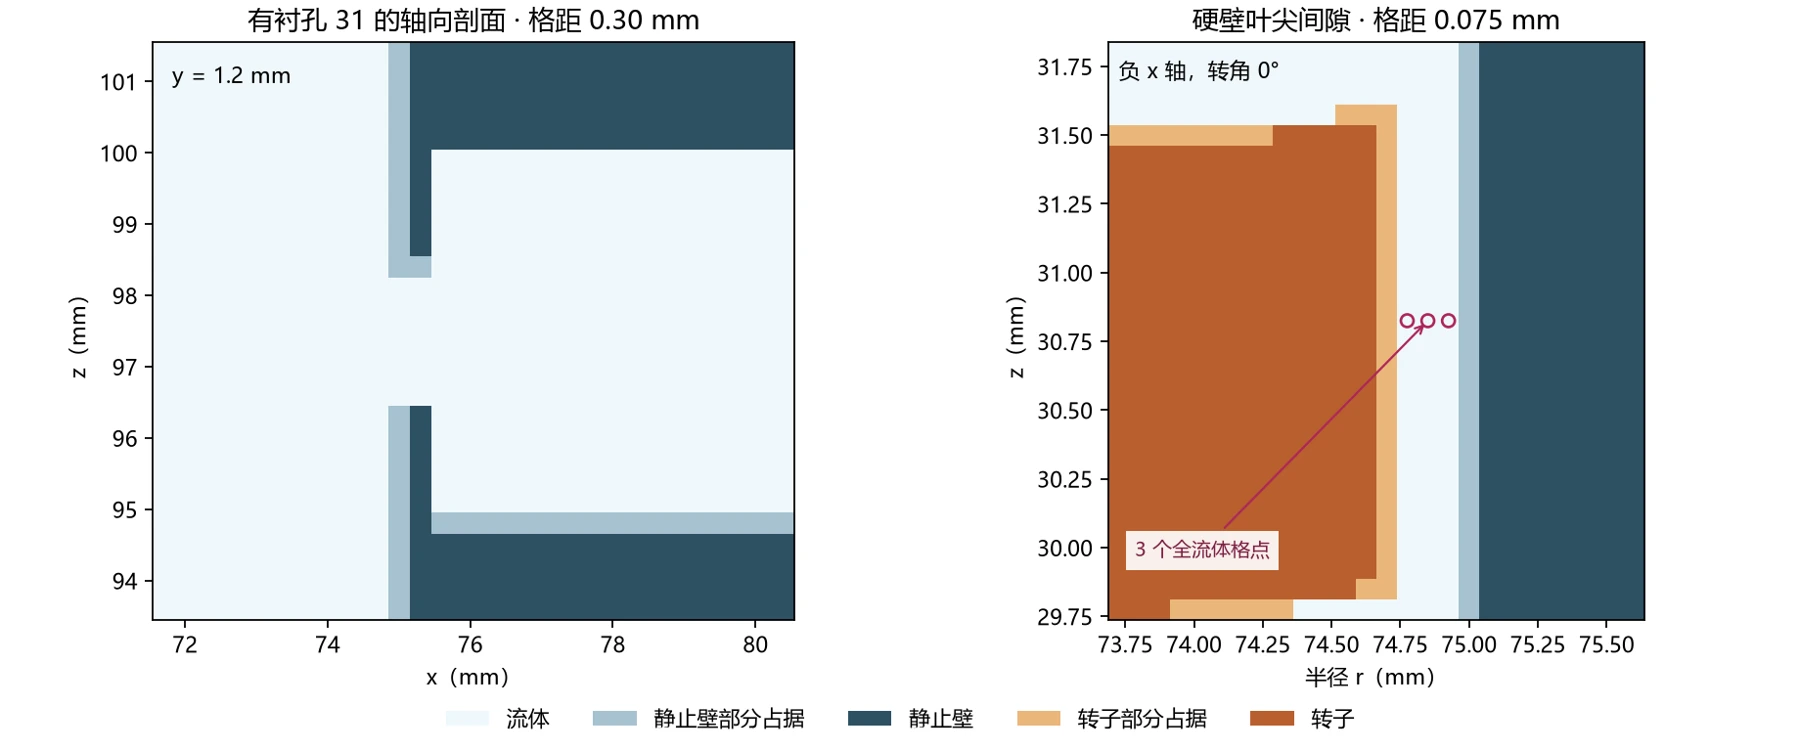 有衬孔 31 的轴向剖面 · 格距 0.30 mm
y = 1.2 mm
101
100
99
98
97
96
95
94
z（mm）
72
74
76
78
80
x（mm）
硬壁叶尖间隙 · 格距 0.075 mm
负 x 轴，转角 0°
31.75
31.50
31.25
31.00
30.75
30.50
30.25
30.00
29.75
z（mm）
3 个全流体格点
73.75
74.00
74.25
74.50
74.75
75.00
75.25
75.50
半径 r（mm）
流体
静止壁部分占据
静止壁
转子部分占据
转子